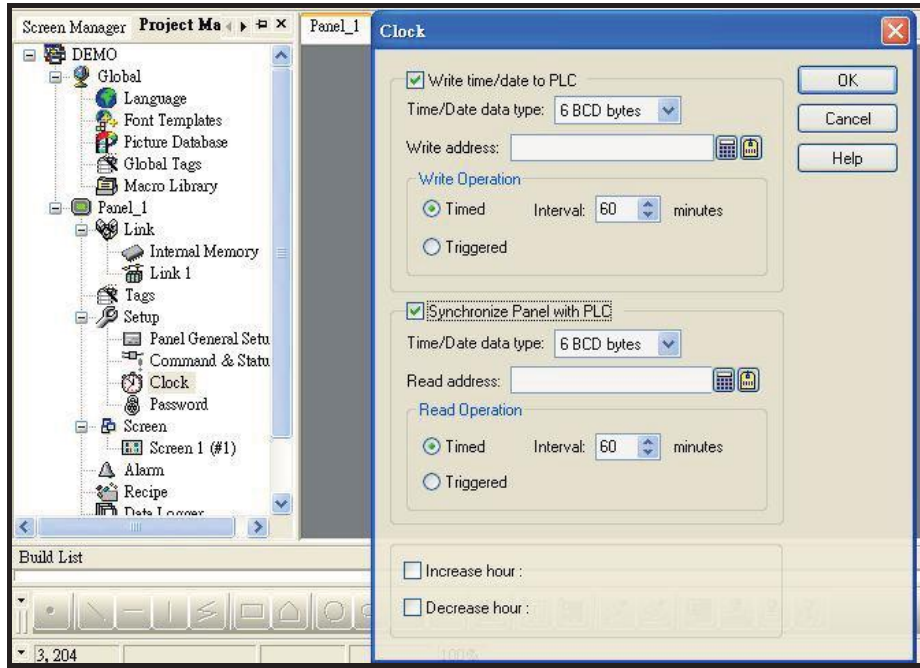 Screen Manager Project Ma
DEMO
Global
Language
Font Templates
Picture Database
Global Tags
Macro Library
Panel_1
Link
Internal Memory
Link 1
Tags
Setup
Panel General Setu
Command & Statu
Clock
Password
Screen
Screen 1 (#1)
Alarm
Recipe
Data Logger
Build List
3, 204
100%
Panel_1
Clock
Write time/date to PLC
Time/Date data type: 6 BCD bytes
Write address:
Write Operation
Timed Interval: 60 minutes
Triggered
Synchronize Panel with PLC
Time/Date data type: 6 BCD bytes
Read address:
Read Operation
Timed Interval: 60 minutes
Triggered
Increase hour :
Decrease hour :
OK
Cancel
Help